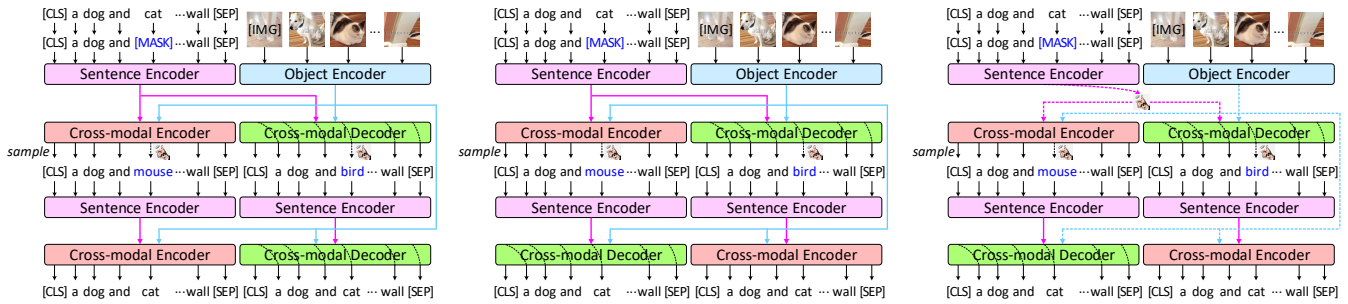 [CLS] a dog and cat ···wall [SEP]
[CLS] a dog and [MASK] ···wall [SEP] [IMG] ...
Sentence Encoder Object Encoder
Cross-modal Encoder Cross-modal Decoder
sample
[CLS] a dog and mouse ···wall [SEP] [CLS] a dog and bird ··· wall [SEP]
Sentence Encoder Sentence Encoder
Cross-modal Encoder Cross-modal Decoder
[CLS] a dog and cat ···wall [SEP] [CLS] a dog and cat ··· wall [SEP]
[CLS] a dog and cat ···wall [SEP]
[CLS] a dog and [MASK] ···wall [SEP] [IMG] ...
Sentence Encoder Object Encoder
Cross-modal Encoder Cross-modal Decoder
sample
[CLS] a dog and mouse ···wall [SEP] [CLS] a dog and bird ··· wall [SEP]
Sentence Encoder Sentence Encoder
Cross-modal Decoder Cross-modal Encoder
[CLS] a dog and cat ···wall [SEP] [CLS] a dog and cat ··· wall [SEP]
[CLS] a dog and cat ···wall [SEP]
[CLS] a dog and [MASK] ···wall [SEP] [IMG] ...
Sentence Encoder Object Encoder
Cross-modal Encoder Cross-modal Decoder
sample
[CLS] a dog and mouse ···wall [SEP] [CLS] a dog and bird ··· wall [SEP]
Sentence Encoder Sentence Encoder
Cross-modal Decoder Cross-modal Encoder
[CLS] a dog and cat ···wall [SEP] [CLS] a dog and cat ··· wall [SEP]